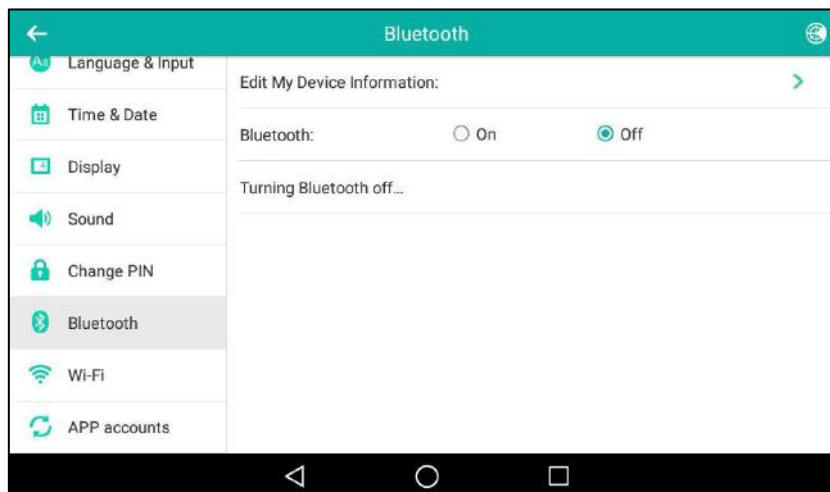 Bluetooth
Language & Input
Time & Date
Display
Sound
Change PIN
Bluetooth
Wi-Fi
APP accounts
Edit My Device Information:
Bluetooth: On Off
Turning Bluetooth off...